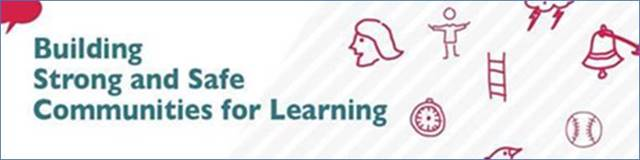 Building
Strong and Safe
Communities for Learning